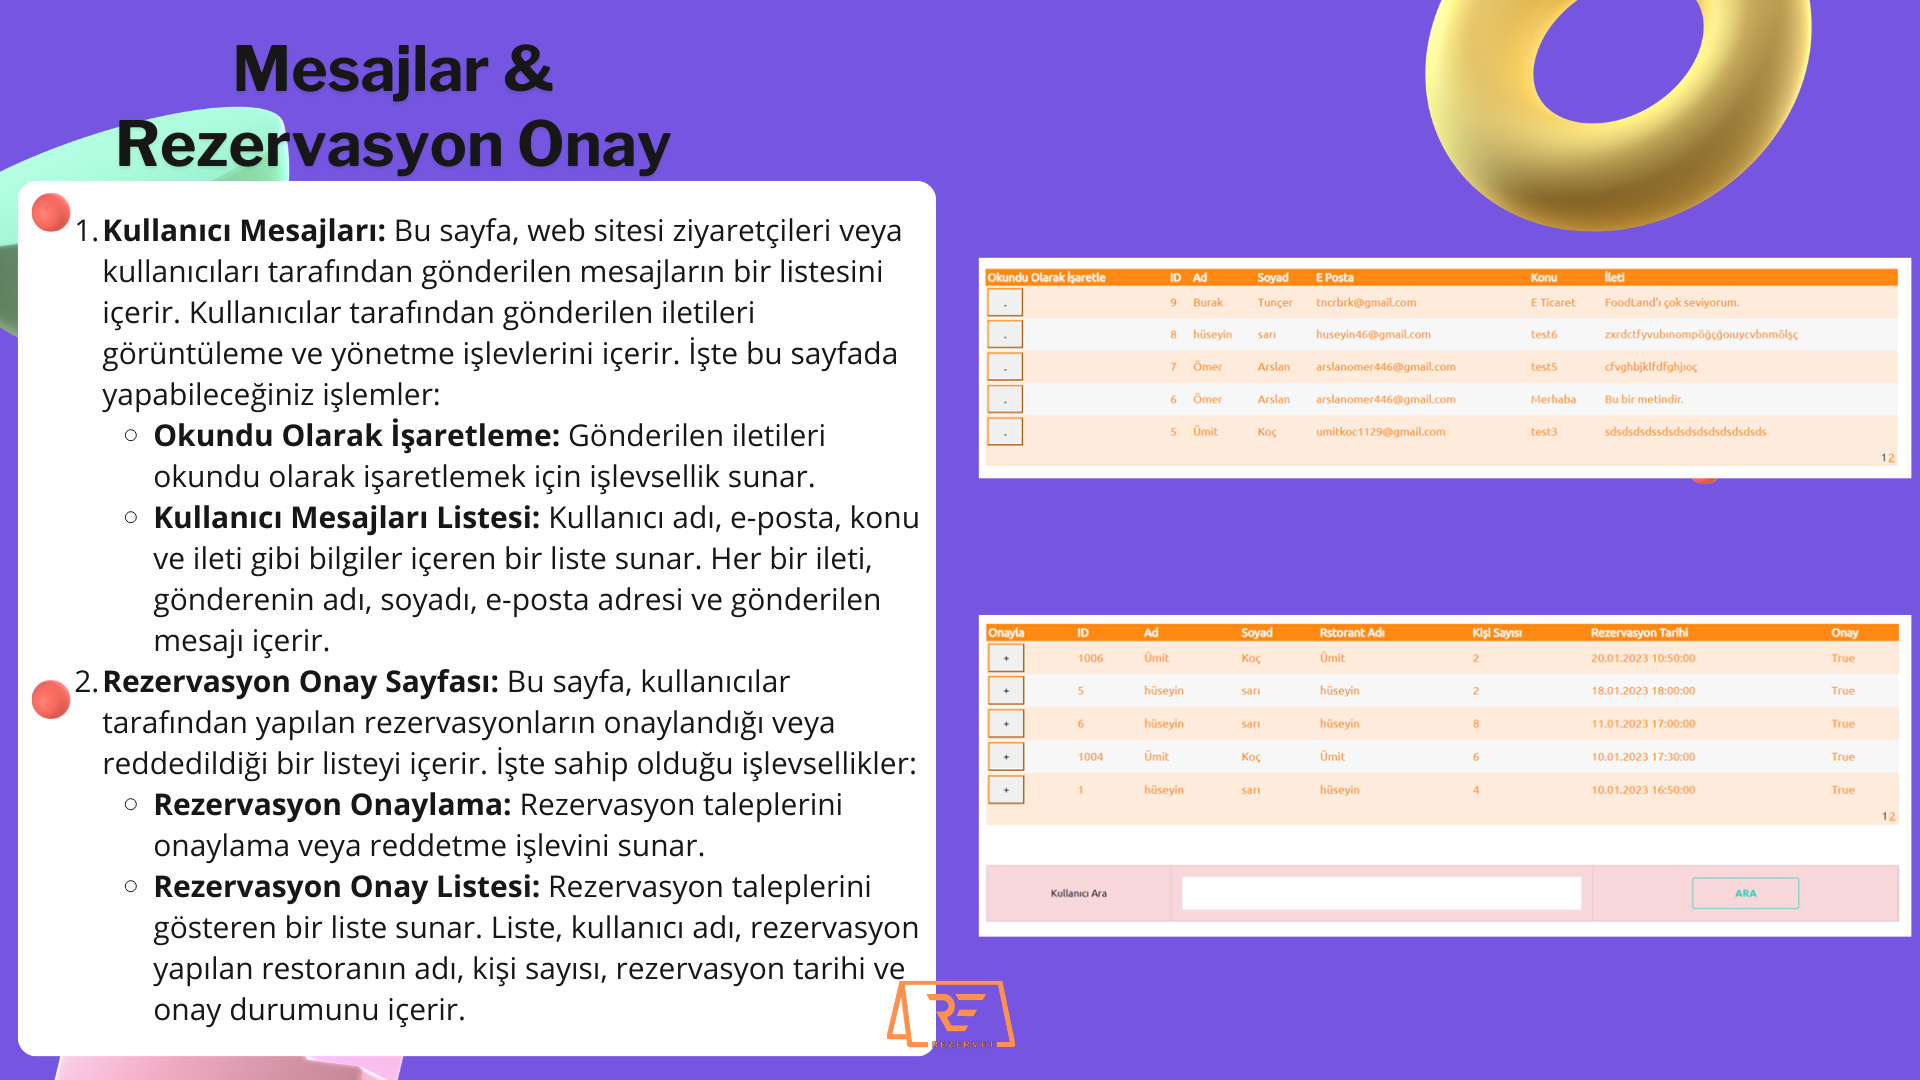 Mesajlar &
Rezervasyon Onay
1. Kullanıcı Mesajları: Bu sayfa, web sitesi ziyaretçileri veya
kullanıcıları tarafından gönderilen mesajların bir listesini
içerir. Kullanıcılar tarafından gönderilen iletileri
görüntüleme ve yönetme işlevlerini içerir. İşte bu sayfada
yapabileceğiniz işlemler:
Okundu Olarak İşaretleme: Gönderilen iletileri
okundu olarak işaretlemek için işlevsellik sunar.
Kullanıcı Mesajları Listesi: Kullanıcı adı, e-posta, konu
ve ileti gibi bilgiler içeren bir liste sunar. Her bir ileti,
gönderenin adı, soyadı, e-posta adresi ve gönderilen
mesajı içerir.
2. Rezervasyon Onay Sayfası: Bu sayfa, kullanıcılar
tarafından yapılan rezervasyonların onaylandığı veya
reddedildiği bir listeyi içerir. İşte sahip olduğu işlevsellikler:
Rezervasyon Onaylama: Rezervasyon taleplerini
onaylama veya reddetme işlevini sunar.
Rezervasyon Onay Listesi: Rezervasyon taleplerini
gösteren bir liste sunar. Liste, kullanıcı adı, rezervasyon
yapılan restoranın adı, kişi sayısı, rezervasyon tarihi ve
onay durumunu içerir.
Okundu Olarak İşaretle ID Ad Soyad E Posta Konu İleti
. 9 Burak Tunçer tncrbrk@gmail.com E Ticaret FoodLand'ı çok seviyorum.
. 8 hüseyin sarı huseyin46@gmail.com test6
. 7 Ömer Arslan arslanomer446@gmail.com test5 cfvghbjklfdfghjıoç
. 6 Ömer Arslan arslanomer446@gmail.com Merhaba Bu bir metindir.
. 5 Ümit Koç umitkoc1129@gmail.com test3
1 2
Onayla ID Ad Soyad Rstorant Adı Kişi Sayısı Rezervasyon Tarihi Onay
+ 1006 Ümit Koç Ümit 2 20.01.2023 10:50:00 True
+ 5 hüseyin sarı hüseyin 2 18.01.2023 18:00:00 True
+ 6 hüseyin sarı hüseyin 8 11.01.2023 17:00:00 True
+ 1004 Ümit Koç Ümit 6 10.01.2023 17:30:00 True
+ 1 hüseyin sarı hüseyin 4 10.01.2023 16:50:00 True
1 2
Kullanıcı Ara ARA
RE
REZERVET